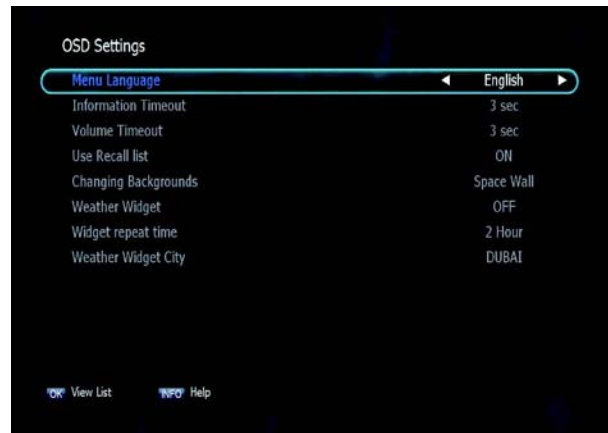 OSD Settings
Menu Language English
Information Timeout 3 sec
Volume Timeout 3 sec
Use Recall list ON
Changing Backgrounds Space Wall
Weather Widget OFF
Widget repeat time 2 Hour
Weather Widget City DUBAI
OK View List INFO Help